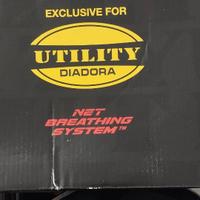 EXCLUSIVE FOR
UTILITY
DIADORA
NET
BREATHING
SYSTEM™